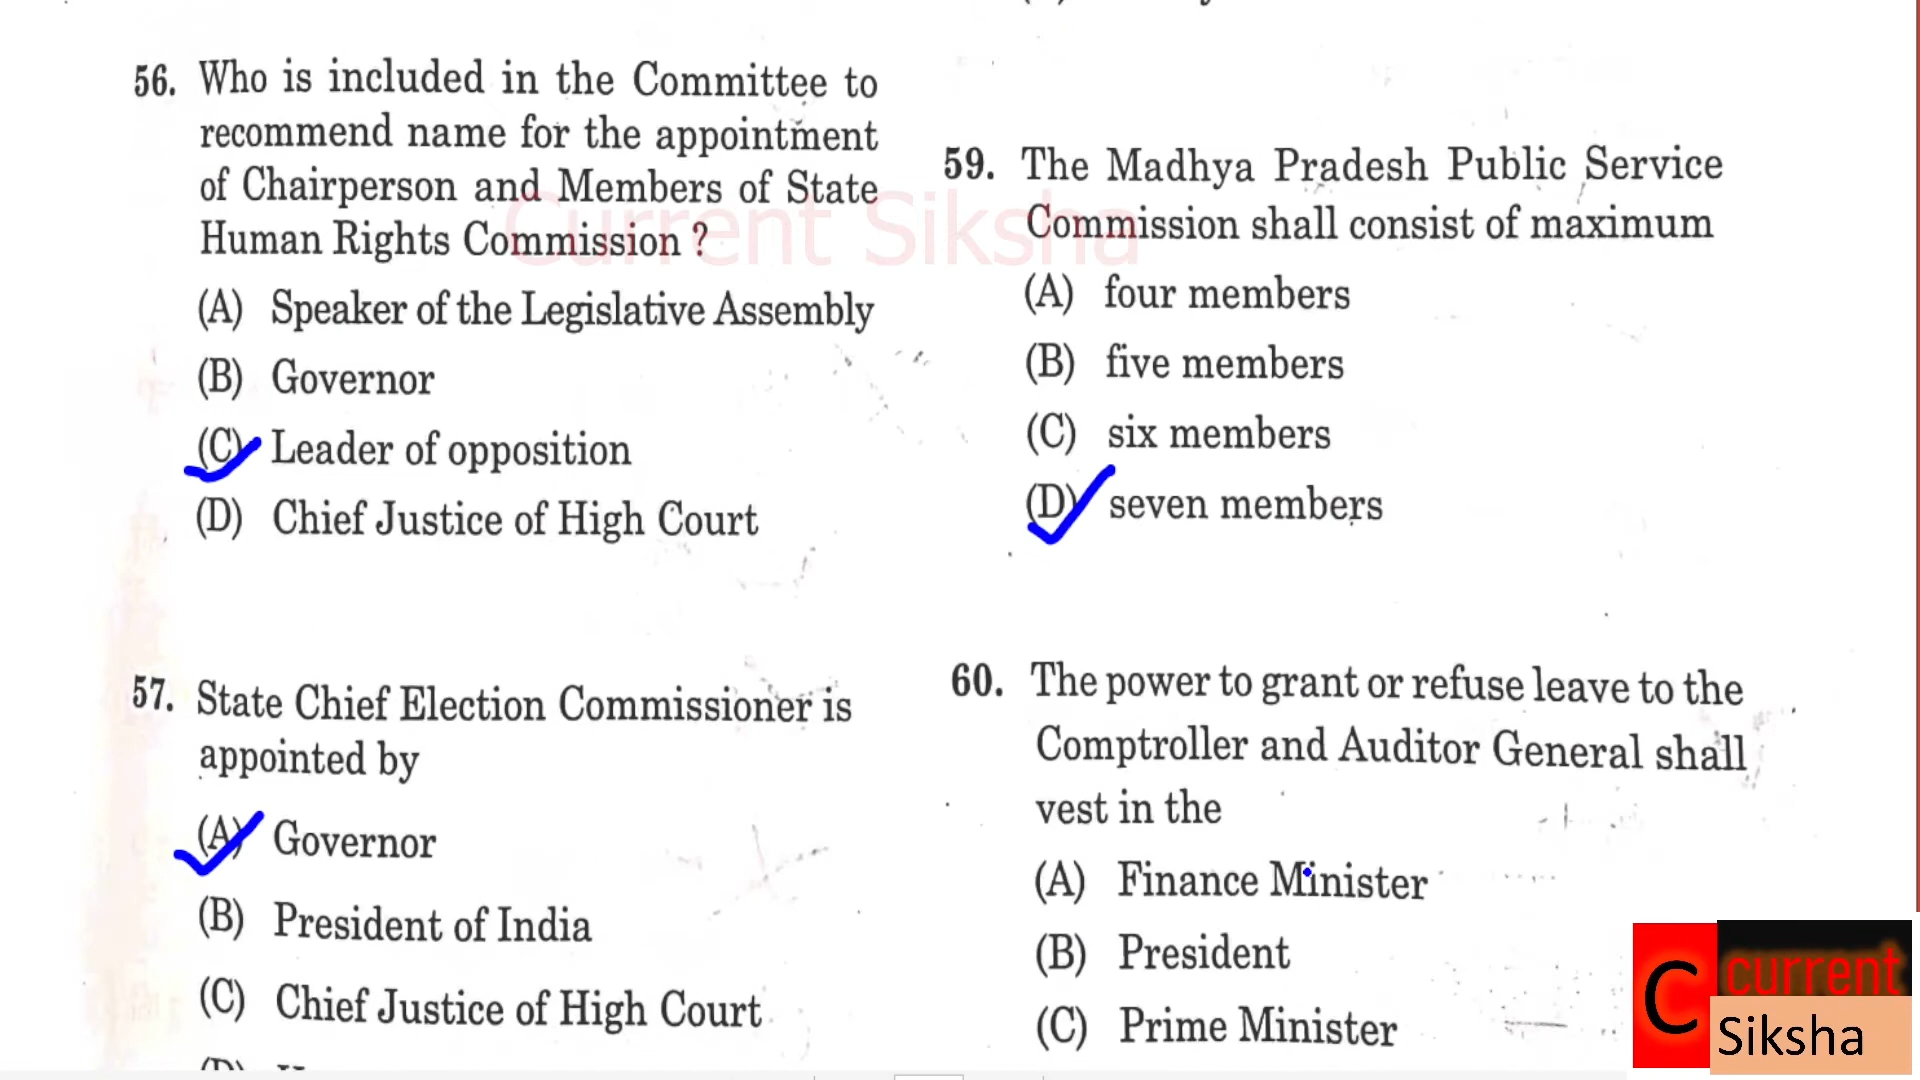 56. Who is included in the Committee to
recommend name for the appointment
of Chairperson and Members of State
Human Rights Commission ?
(A) Speaker of the Legislative Assembly
(B) Governor
(C) Leader of opposition
(D) Chief Justice of High Court
57. State Chief Election Commissioner is
appointed by
(A) Governor
(B) President of India
(C) Chief Justice of High Court
59. The Madhya Pradesh Public Service
Commission shall consist of maximum
(A) four members
(B) five members
(C) six members
(D) seven members
60. The power to grant or refuse leave to the
Comptroller and Auditor General shall
vest in the
(A) Finance Minister
(B) President
(C) Prime Minister
Current Siksha
C current
Siksha